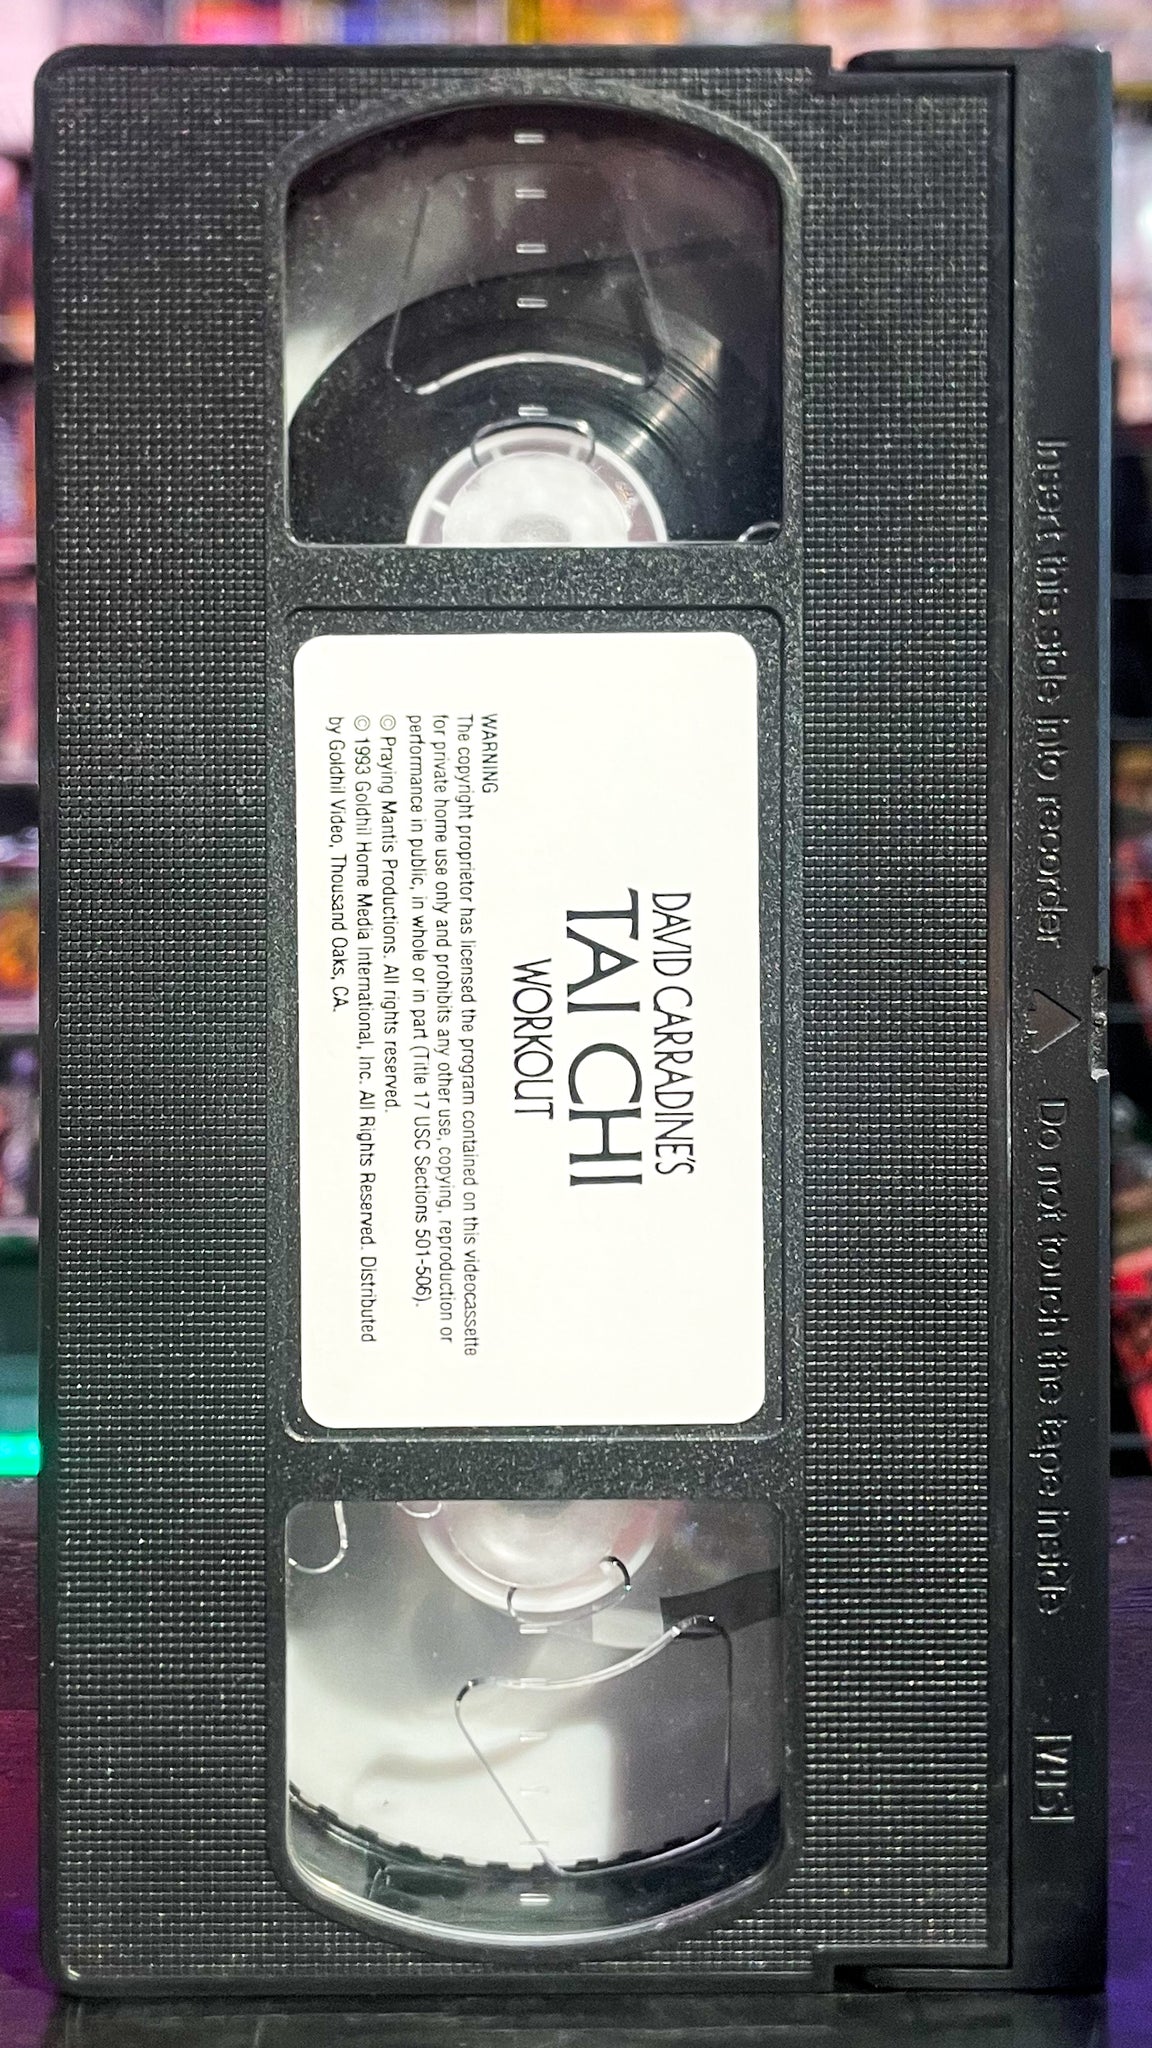 DAVID CARRADINE'S
TAI CHI
WORKOUT
WARNING
The copyright proprietor has licensed the program contained on this videocassette
for private home use only and prohibits any other use, copying, reproduction or
performance in public, in whole or in part (Title 17 USC Sections 501-506).
© Praying Mantis Productions. All rights reserved.
© 1993 Goldhil Home Media International, Inc. All Rights Reserved. Distributed
by Goldhil Video, Thousand Oaks, CA.
Insert this side into recorder Do not touch the tape inside VHS